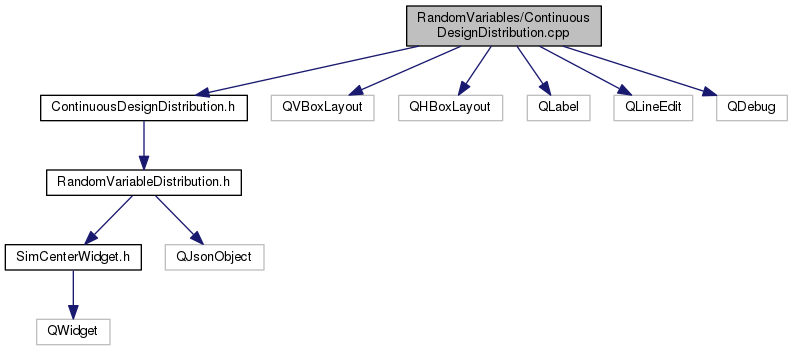 RandomVariables/Continuous
DesignDistribution.cpp
ContinuousDesignDistribution.h
QVBoxLayout
QHBoxLayout
QLabel
QLineEdit
QDebug
RandomVariableDistribution.h
SimCenterWidget.h
QJsonObject
QWidget